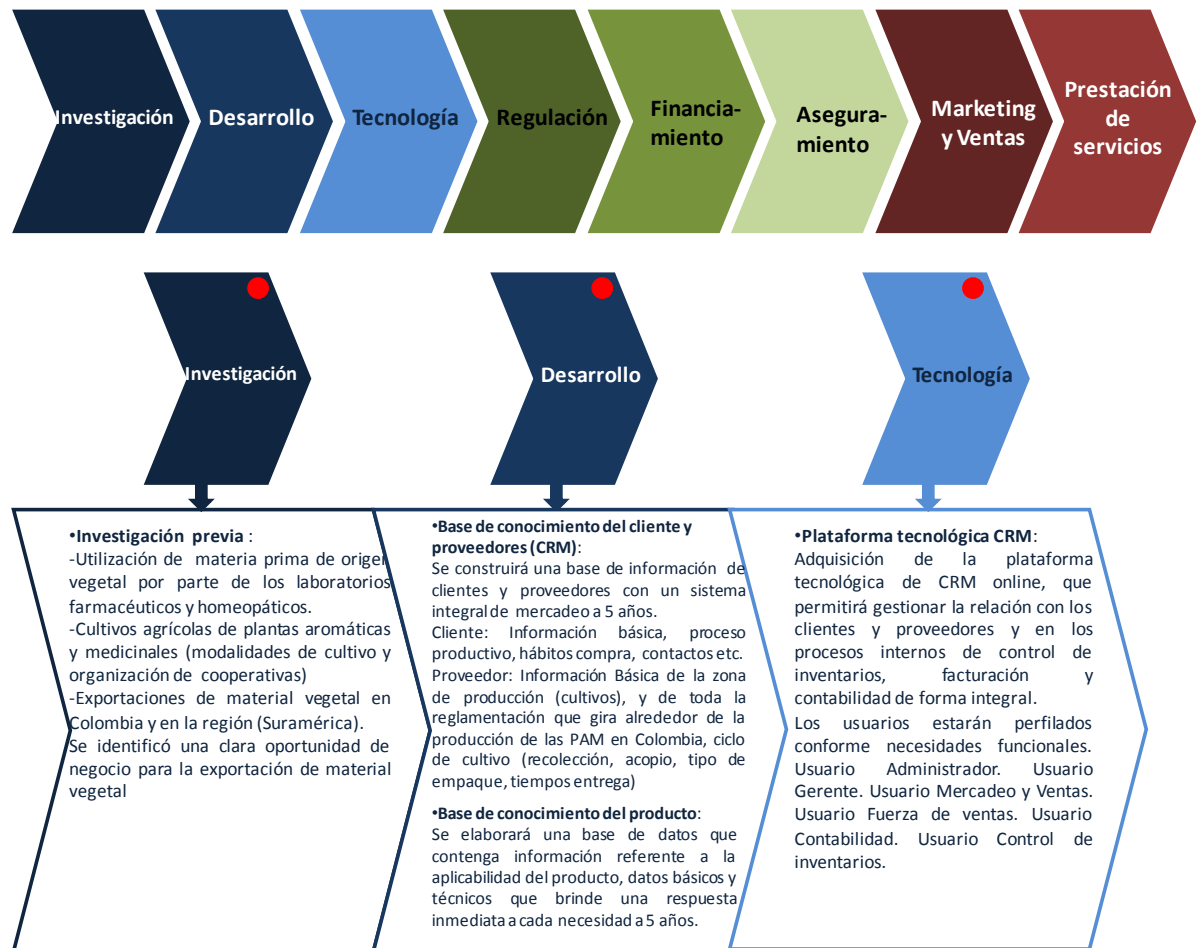 Investigación
Desarrollo
Tecnología
Regulación
Financia-
miento
Asegura-
miento
Marketing
y Ventas
Prestación
de
servicios
Investigación
Desarrollo
Tecnología
•Investigación previa :
-Utilización de materia prima de origen
vegetal por parte de los laboratorios
farmacéuticos y homeopáticos.
-Cultivos agrícolas de plantas aromáticas
y medicinales (modalidades de cultivo y
organización de cooperativas)
-Exportaciones de material vegetal en
Colombia y en la región (Suramérica).
Se identificó una clara oportunidad de
negocio para la exportación de material
vegetal
•Base de conocimiento del cliente y
proveedores (CRM):
Se construirá una base de información de
clientes y proveedores con un sistema
integral de mercadeo a 5 años.
Cliente: Información básica, proceso
productivo, hábitos compra, contactos etc.
Proveedor: Información Básica de la zona
de producción (cultivos), y de toda la
reglamentación que gira alrededor de la
producción de las PAM en Colombia, ciclo
de cultivo (recolección, acopio, tipo de
empaque, tiempos entrega)
•Base de conocimiento del producto:
Se elaborará una base de datos que
contenga información referente a la
aplicabilidad del producto, datos básicos y
técnicos que brinde una respuesta
inmediata a cada necesidad a 5 años.
•Plataforma tecnológica CRM:
Adquisición de la plataforma
tecnológica de CRM online, que
permitirá gestionar la relación con los
clientes y proveedores y en los
procesos internos de control de
inventarios, facturación y
contabilidad de forma integral.
Los usuarios estarán perfilados
conforme necesidades funcionales.
Usuario Administrador. Usuario
Gerente. Usuario Mercadeo y Ventas.
Usuario Fuerza de ventas. Usuario
Contabilidad. Usuario Control de
inventarios.